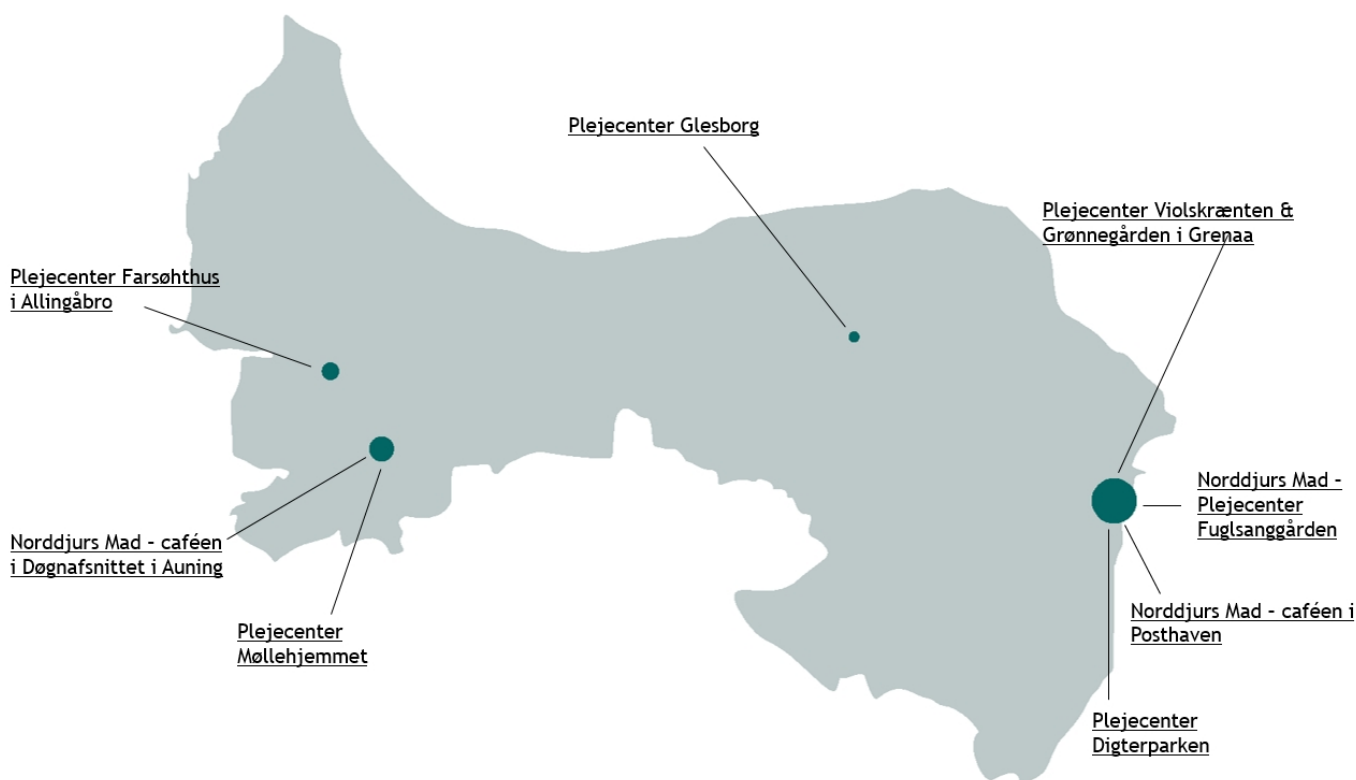 Plejecenter Glesborg
Plejecenter Violskrænten &
Grønnegården i Grenaa
Plejecenter Farsøhthus
i Allingåbro
Norddjurs Mad - 
Plejecenter
Fuglsanggården
Norddjurs Mad - caféen
i Døgnafsnittet i Auning
Norddjurs Mad - caféen i
Posthaven
Plejecenter
Møllehjemmet
Plejecenter
Digterparken